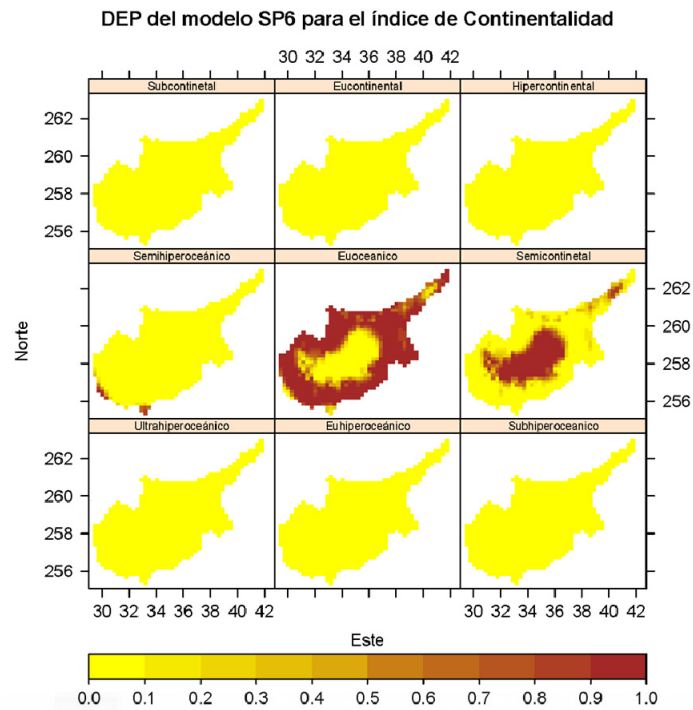 DEP del modelo SP6 para el índice de Continentalidad
30 32 34 36 38 40 42
Subcontinetal Eucontinental Hipercontinental
262
260
258
256
Semihiperoceánico Euoceanico Semicontinetal
262
260
258
256
Norte
Ultrahiperoceánico Euhiperoceánico Subhiperoceanico
262
260
258
256
30 32 34 36 38 40 42 30 32 34 36 38 40 42
Este
0.0 0.1 0.2 0.3 0.4 0.5 0.6 0.7 0.8 0.9 1.0